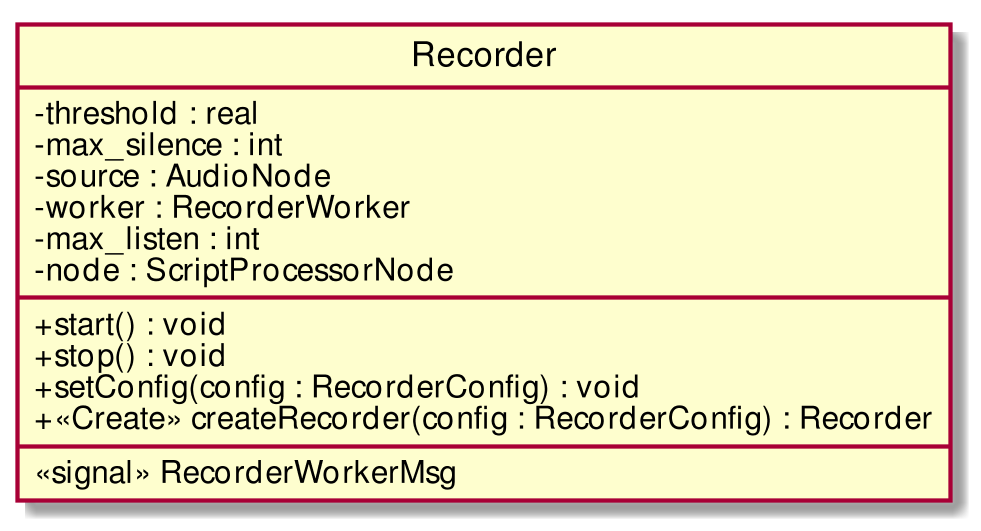 Recorder
-threshold : real
-max_silence : int
-source : AudioNode
-worker : RecorderWorker
-max_listen : int
-node : ScriptProcessorNode
+start() : void
+stop() : void
+setConfig(config : RecorderConfig) : void
+«Create» createRecorder(config : RecorderConfig) : Recorder
«signal» RecorderWorkerMsg